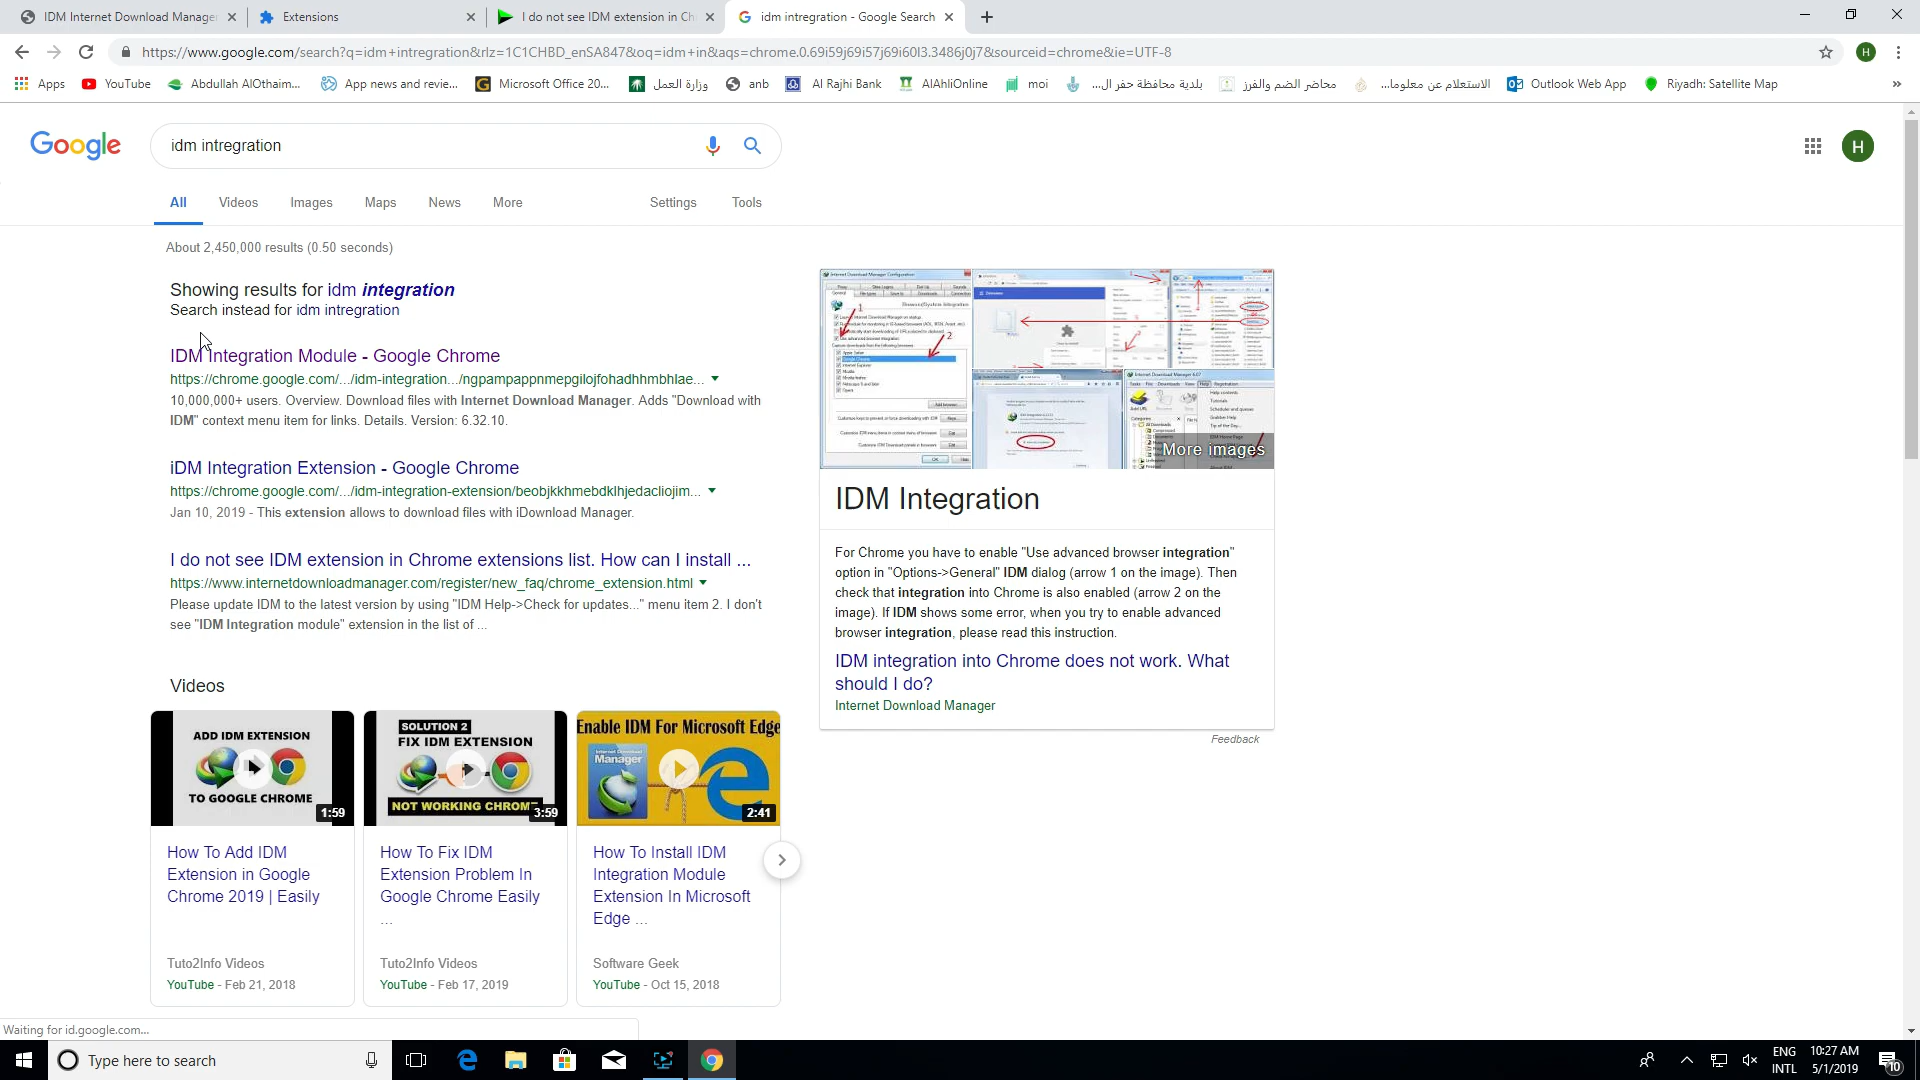 IDM Internet Download Manager
Extensions
I do not see IDM extension in Ch
idm intregration - Google Search
https://www.google.com/search?q=idm+intregration&rlz=1C1CHBD_enSA847&oq=idm+in&aqs=chrome.0.69i59j69i57j69i60l3.3486j0j7&sourceid=chrome&ie=UTF-8
H
Apps
YouTube
Abdullah AlOthaim...
App news and revie...
Microsoft Office 20...
وزارة العمل
anb
Al Rajhi Bank
AlAhliOnline
moi
بلدية محافظة حفر ال...
محاضر الضم والفرز
الاستعلام عن معلوما...
Outlook Web App
Riyadh: Satellite Map
»
Google
idm intregration
H
All
Videos
Images
Maps
News
More
Settings
Tools
About 2,450,000 results (0.50 seconds)
Showing results for idm integration
Search instead for idm intregration
IDM Integration Module - Google Chrome
https://chrome.google.com/.../idm-integration.../ngpampappnmepgilojfohadhhmbhlae...
10,000,000+ users. Overview. Download files with Internet Download Manager. Adds "Download with
IDM" context menu item for links. Details. Version: 6.32.10.
iDM Integration Extension - Google Chrome
https://chrome.google.com/.../idm-integration-extension/beobjkkhmebdklhjedacliojim...
Jan 10, 2019 - This extension allows to download files with iDownload Manager.
I do not see IDM extension in Chrome extensions list. How can I install ...
https://www.internetdownloadmanager.com/register/new_faq/chrome_extension.html
Please update IDM to the latest version by using "IDM Help->Check for updates..." menu item 2. I don't
see "IDM Integration module" extension in the list of ...
Videos
ADD IDM EXTENSION
TO GOOGLE CHROME
1:59
How To Add IDM
Extension in Google
Chrome 2019 | Easily
Tuto2Info Videos
YouTube - Feb 21, 2018
SOLUTION 2
FIX IDM EXTENSION
NOT WORKING CHROME
3:59
How To Fix IDM
Extension Problem In
Google Chrome Easily
...
Tuto2Info Videos
YouTube - Feb 17, 2019
Enable IDM For Microsoft Edge
Internet Download
Manager
2:41
How To Install IDM
Integration Module
Extension In Microsoft
Edge ...
Software Geek
YouTube - Oct 15, 2018
More images
IDM Integration
For Chrome you have to enable "Use advanced browser integration"
option in "Options->General" IDM dialog (arrow 1 on the image). Then
check that integration into Chrome is also enabled (arrow 2 on the
image). If IDM shows some error, when you try to enable advanced
browser integration, please read this instruction.
IDM integration into Chrome does not work. What
should I do?
Internet Download Manager
Feedback
Waiting for id.google.com...
Type here to search
ENG
INTL
10:27 AM
5/1/2019
10